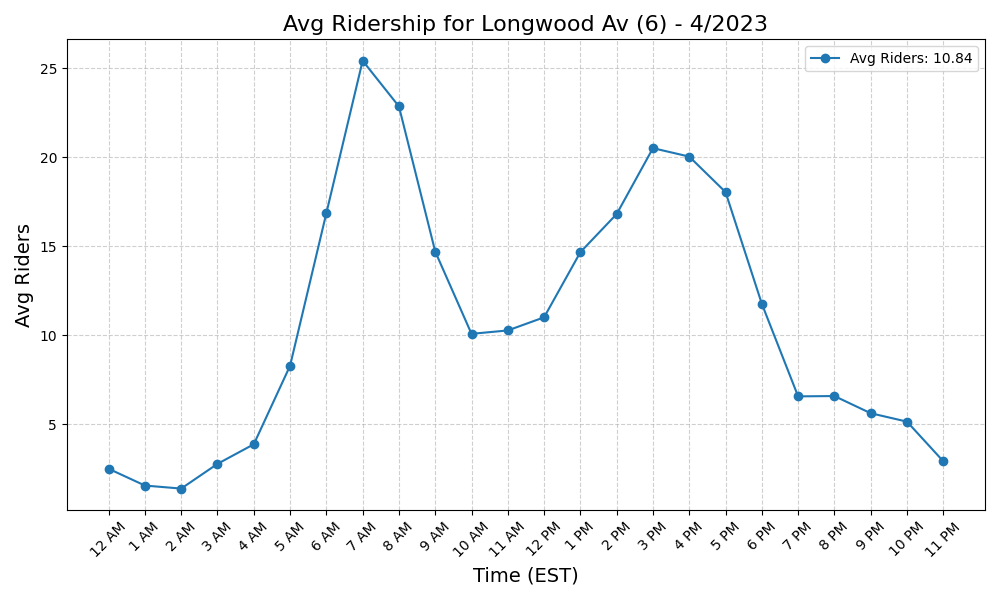 Avg Ridership for Longwood Av (6) - 4/2023
Avg Riders: 10.84
Avg Riders
25
20
15
10
5
12 AM
1 AM
2 AM
3 AM
4 AM
5 AM
6 AM
7 AM
8 AM
9 AM
10 AM
11 AM
12 PM
1 PM
2 PM
3 PM
4 PM
5 PM
6 PM
7 PM
8 PM
9 PM
10 PM
11 PM
Time (EST)